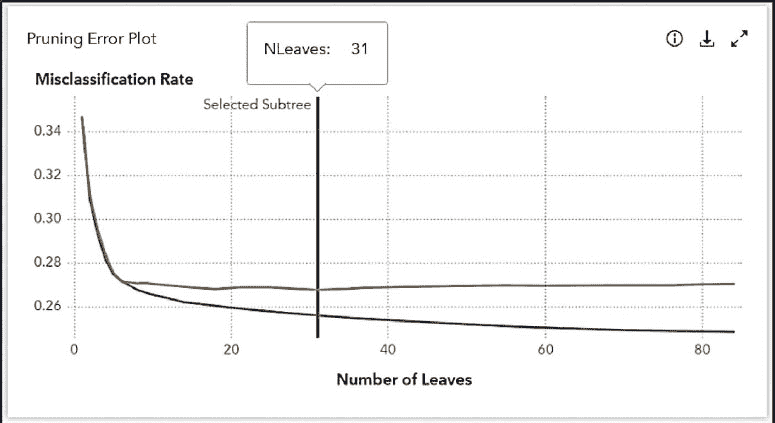 Pruning Error Plot
NLeaves: 31
Misclassification Rate
Selected Subtree
0.34
0.32
0.30
0.28
0.26
0 20 40 60 80
Number of Leaves